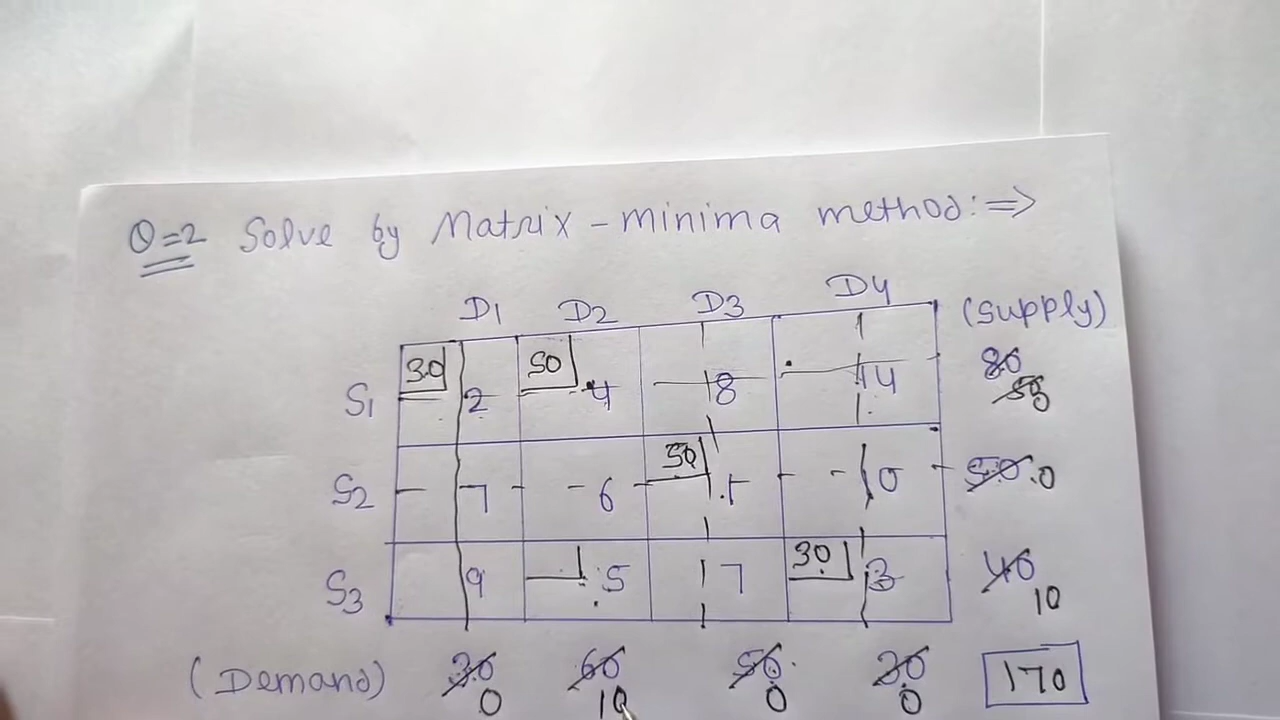 Q=2 Solve by Matrix-minima method:⇒
D1 D2 D3 D4 (Supply)
S1 30 2 50 4 8 14 80 50
S2 7 6 50 1 10 50 0
S3 9 5 7 30 3 40 10
(Demand) 30 60 50 30 170
0 10 0 0